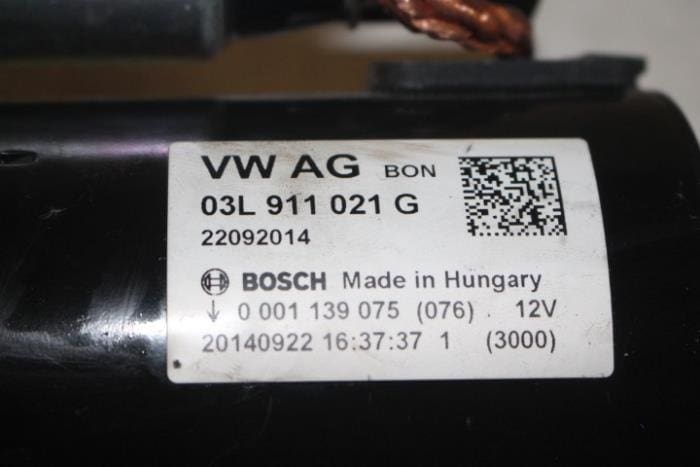 VW AG BON
03L 911 021 G
22092014
BOSCH Made in Hungary
↓ 0 001 139 075 (076) 12V
20140922 16:37:37 1 (3000)